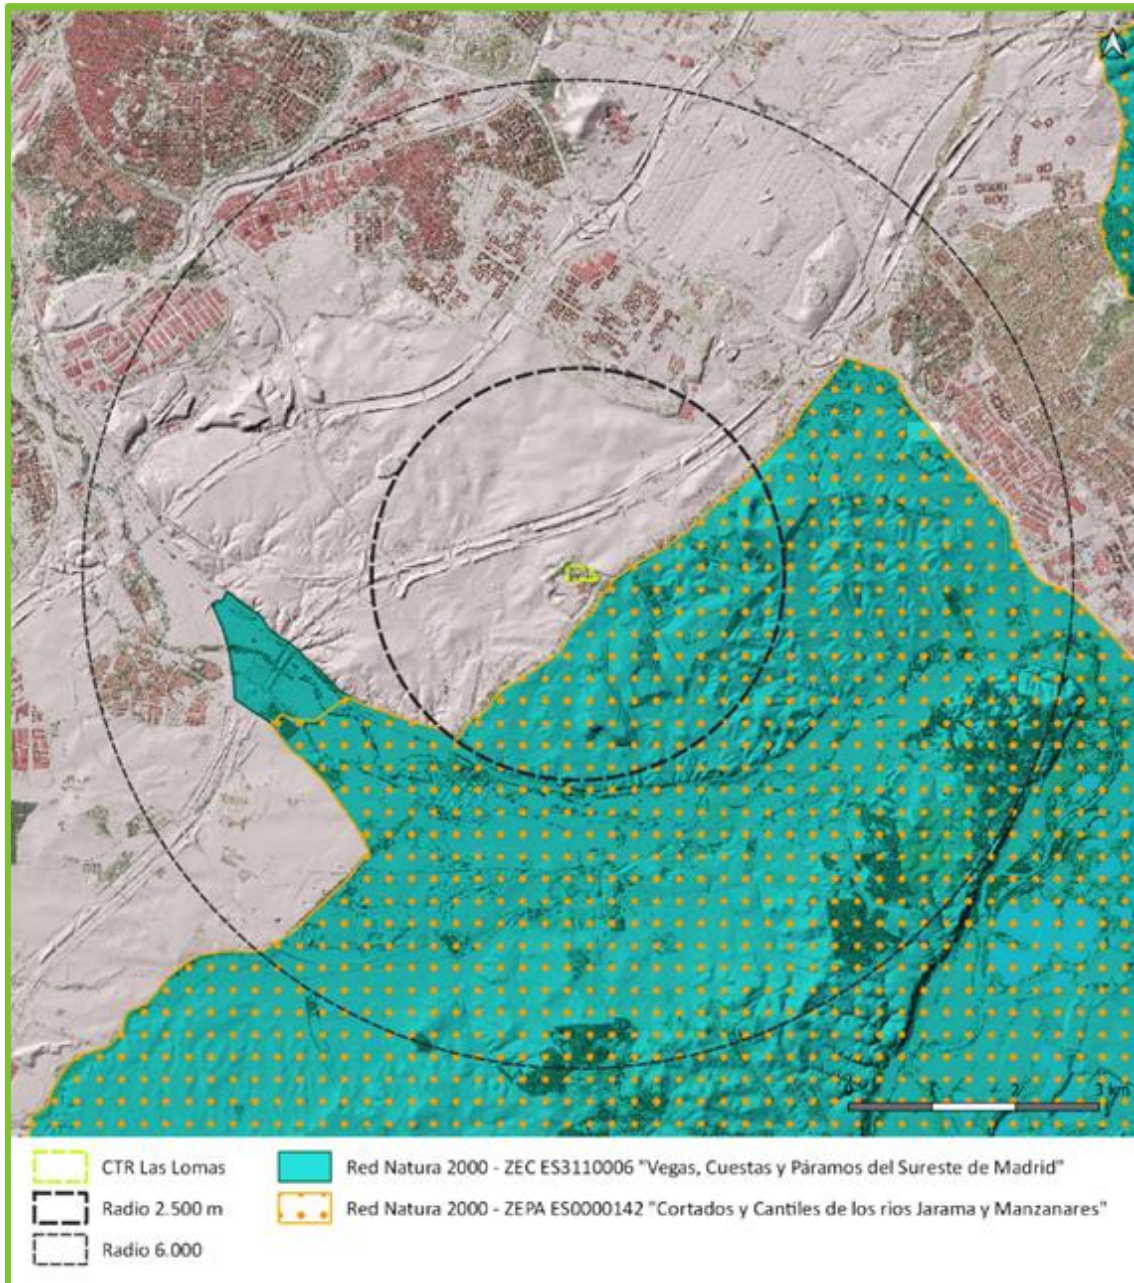 0 1 2 3 km
CTR Las Lomas
Radio 2.500 m
Radio 6.000
Red Natura 2000 - ZEC ES3110006 "Vegas, Cuestas y Páramos del Sureste de Madrid"
Red Natura 2000 - ZEPA ES0000142 "Cortados y Cantiles de los rios Jarama y Manzanares"